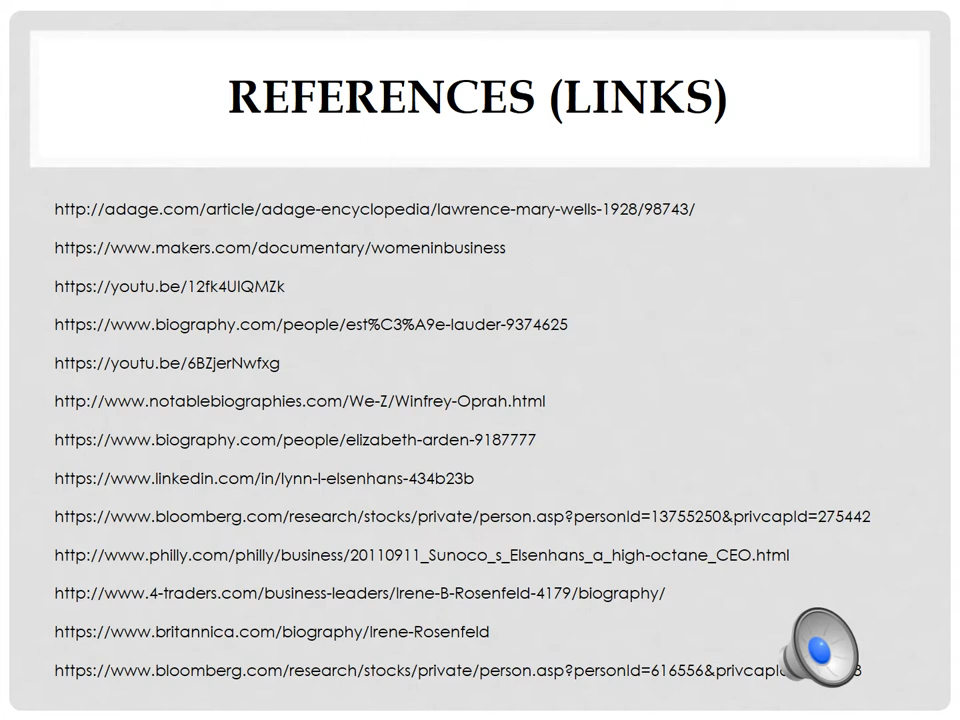 REFERENCES (LINKS)
http://adage.com/article/adage-encyclopedia/lawrence-mary-wells-1928/98743/
https://www.makers.com/documentary/womeninbusiness
https://youtu.be/12fk4UIQMZk
https://www.biography.com/people/est%C3%A9e-lauder-9374625
https://youtu.be/6BZjerNwfxg
http://www.notablebiographies.com/We-Z/Winfrey-Oprah.html
https://www.biography.com/people/elizabeth-arden-9187777
https://www.linkedin.com/in/lynn-l-elsenhans-434b23b
https://www.bloomberg.com/research/stocks/private/person.asp?personId=13755250&privcapId=275442
http://www.philly.com/philly/business/20110911_Sunoco_s_Elsenhans_a_high-octane_CEO.html
http://www.4-traders.com/business-leaders/Irene-B-Rosenfeld-4179/biography/
https://www.britannica.com/biography/Irene-Rosenfeld
https://www.bloomberg.com/research/stocks/private/person.asp?personId=616556&privcap